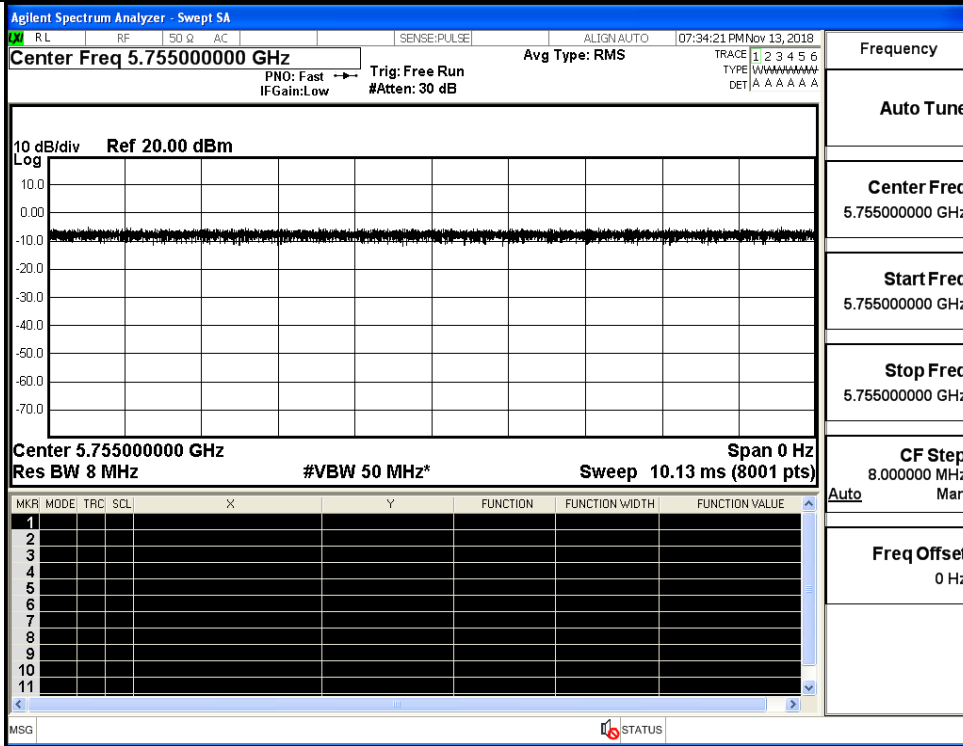 Agilent Spectrum Analyzer - Swept SA
LXI RL RF 50 Ω AC SENSE:PULSE ALIGN AUTO 07:34:21 PM Nov 13, 2018
Center Freq 5.755000000 GHz
PNO: Fast
IFGain:Low
Trig: Free Run
#Atten: 30 dB
Avg Type: RMS
TRACE 1 2 3 4 5 6
TYPE WWWWWW
DET A A A A A A
10 dB/div Ref 20.00 dBm
Log
10.0
0.00
-10.0
-20.0
-30.0
-40.0
-50.0
-60.0
-70.0
Center 5.755000000 GHz Span 0 Hz
Res BW 8 MHz #VBW 50 MHz* Sweep 10.13 ms (8001 pts)
MKR MODE TRC SCL X Y FUNCTION FUNCTION WIDTH FUNCTION VALUE
1
2
3
4
5
6
7
8
9
10
11
MSG STATUS
Frequency
Auto Tune
Center Freq
5.755000000 GHz
Start Freq
5.755000000 GHz
Stop Freq
5.755000000 GHz
CF Step
8.000000 MHz
Auto Man
Freq Offset
0 Hz